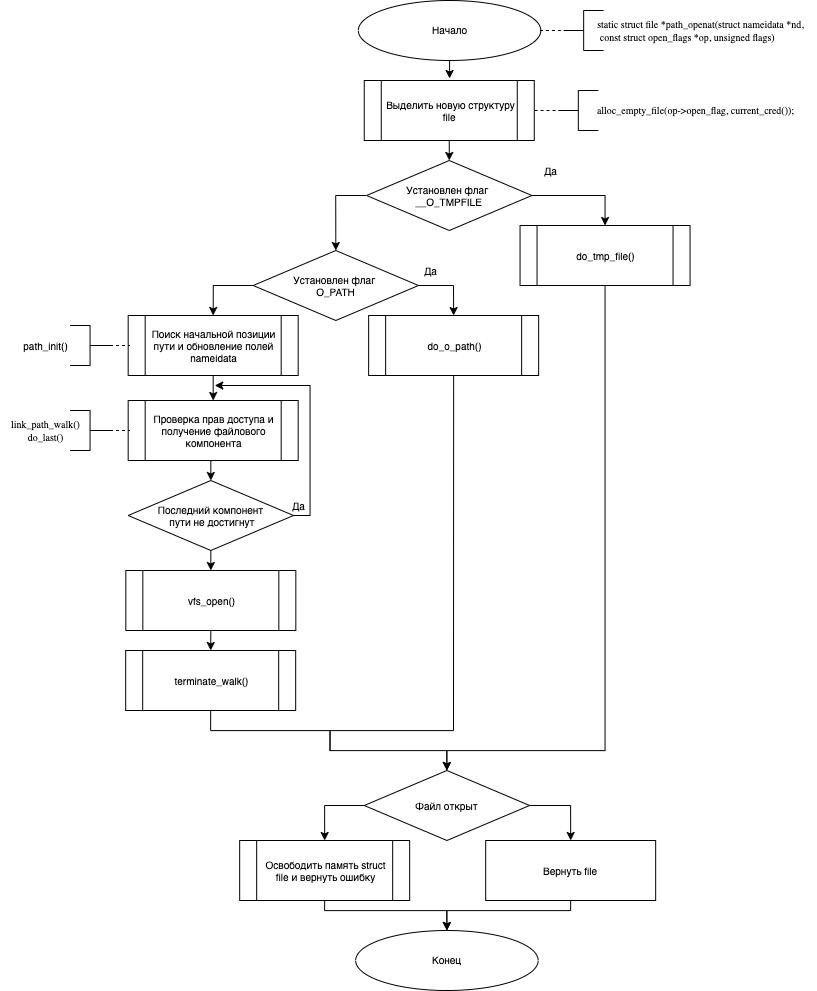 Начало
static struct file *path_openat(struct nameidata *nd,
const struct open_flags *op, unsigned flags)
Выделить новую структуру
file
alloc_empty_file(op->open_flag, current_cred());
Да
Установлен флаг
__O_TMPFILE
do_tmp_file()
Да
Установлен флаг
O_PATH
path_init()
Поиск начальной позиции
пути и обновление полей
nameidata
do_o_path()
link_path_walk()
do_last()
Проверка прав доступа и
получение файлового
компонента
Да
Последний компонент
пути не достигнут
vfs_open()
terminate_walk()
Файл открыт
Освободить память struct
file и вернуть ошибку
Вернуть file
Конец